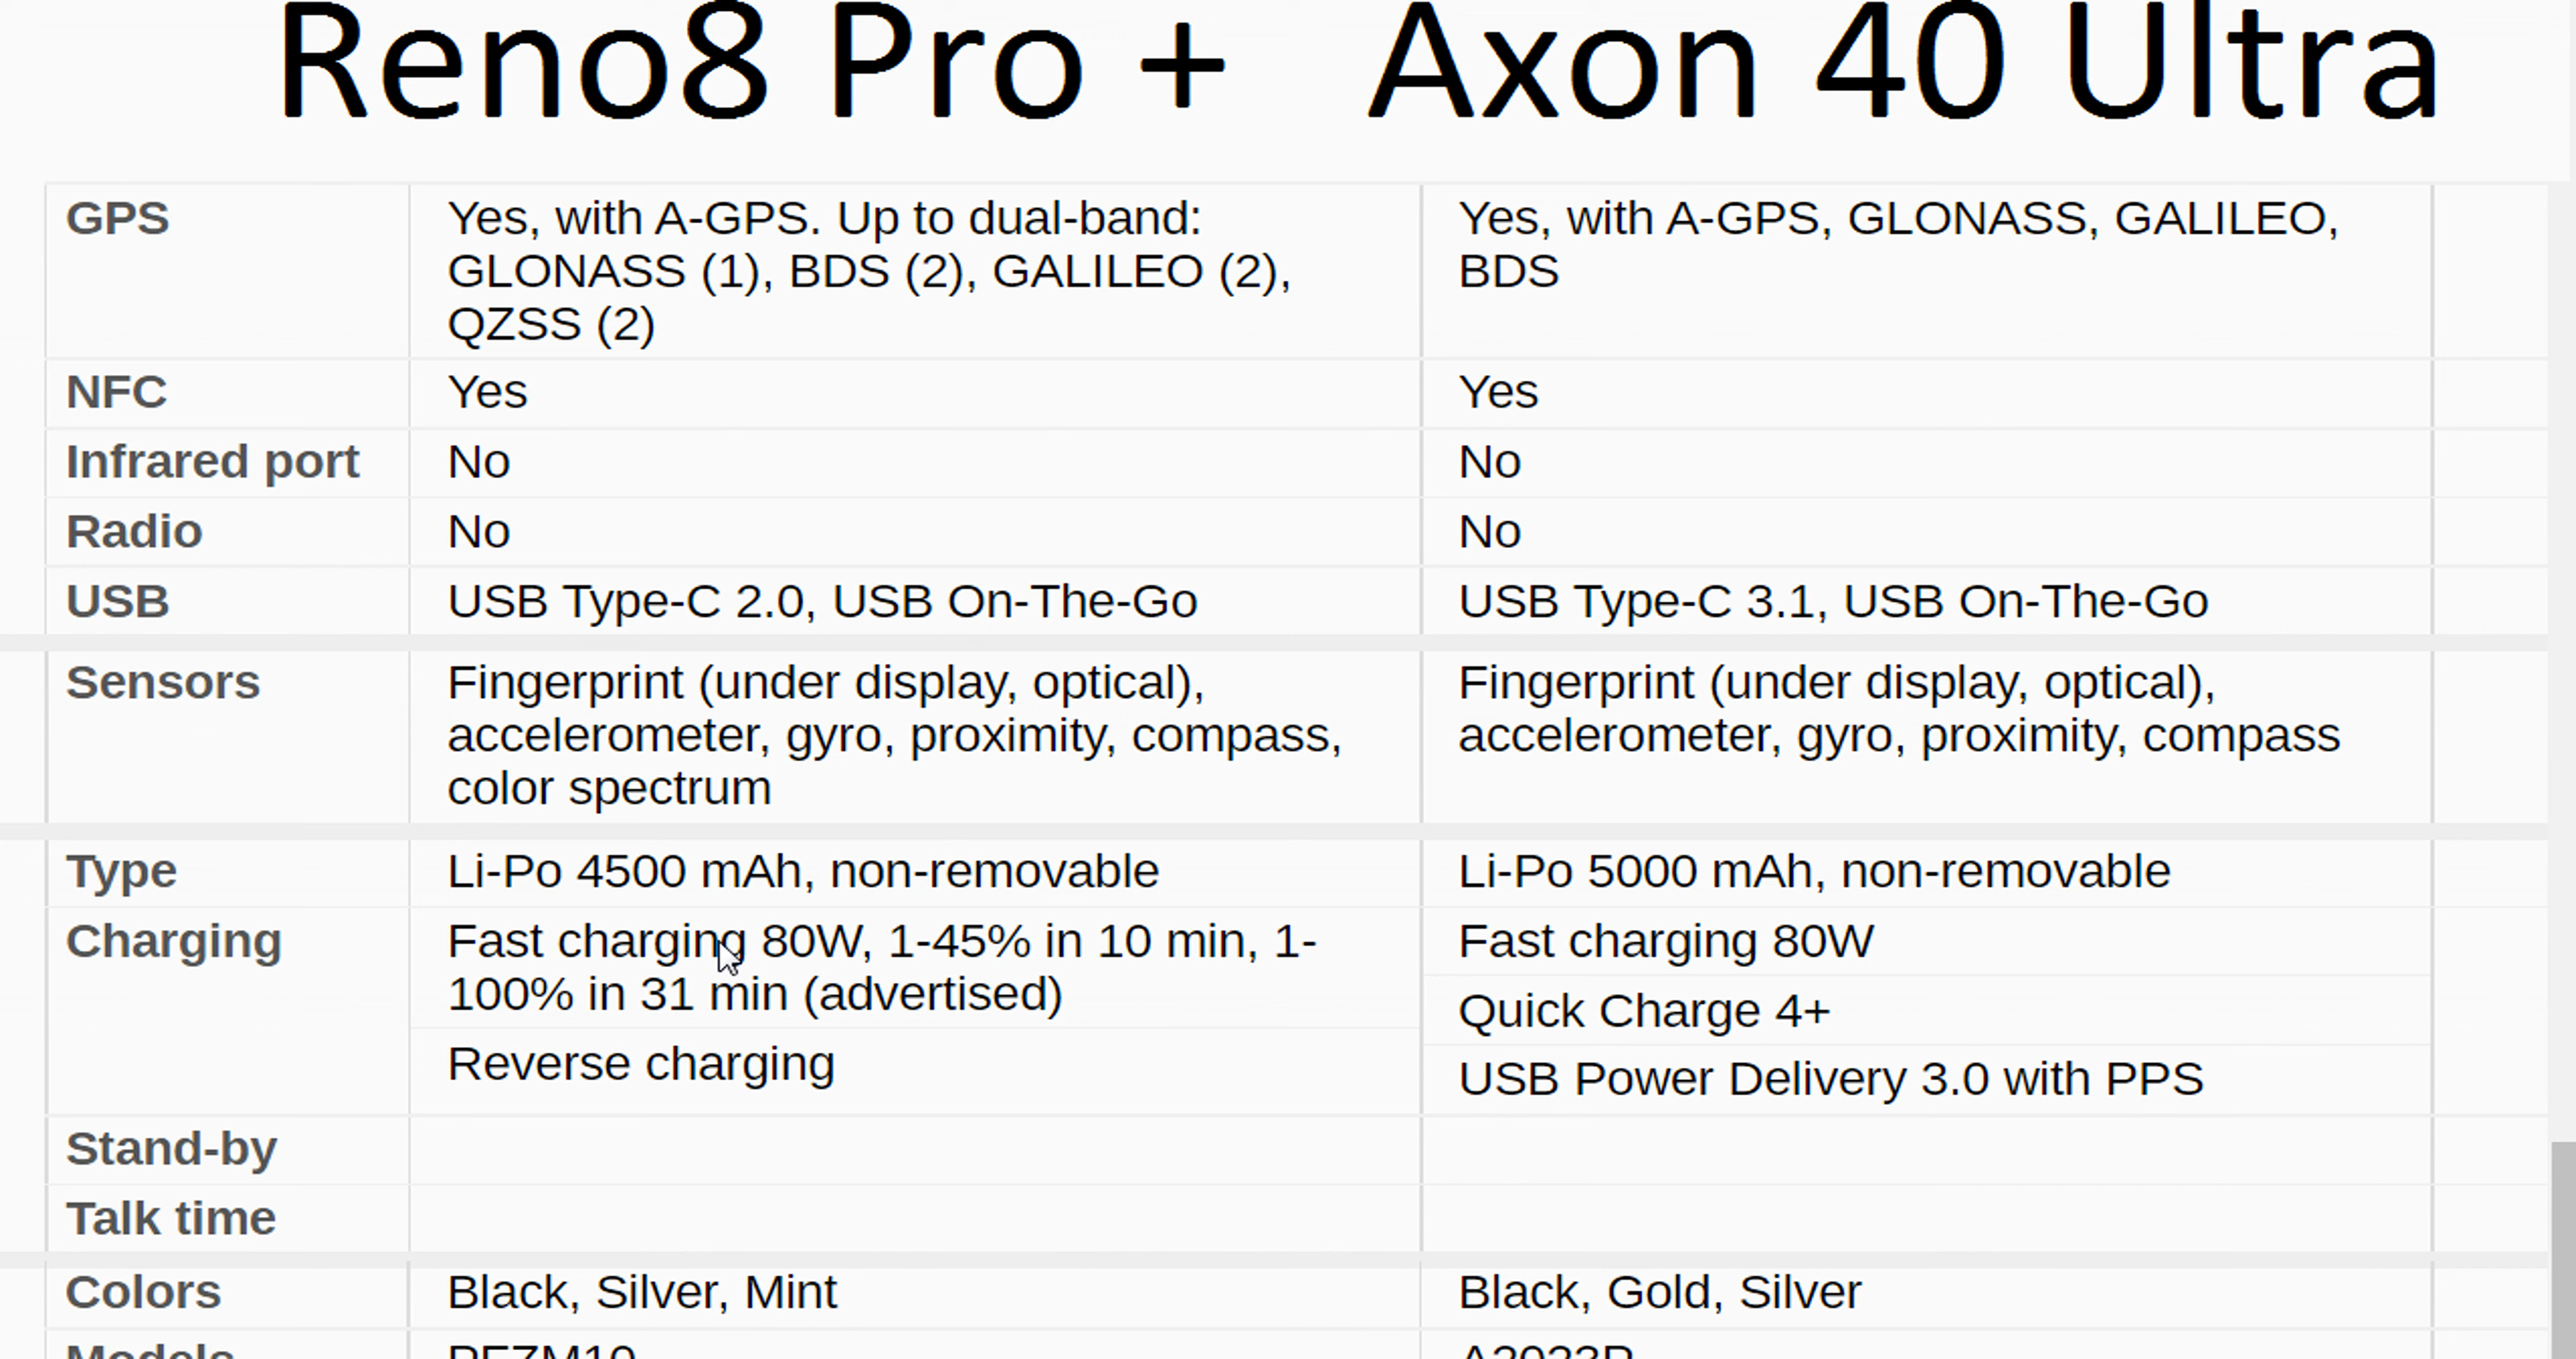 Reno8 Pro + Axon 40 Ultra
GPS
Yes, with A-GPS. Up to dual-band:
GLONASS (1), BDS (2), GALILEO (2),
QZSS (2)
Yes, with A-GPS, GLONASS, GALILEO,
BDS
NFC
Yes
Yes
Infrared port
No
No
Radio
No
No
USB
USB Type-C 2.0, USB On-The-Go
USB Type-C 3.1, USB On-The-Go
Sensors
Fingerprint (under display, optical),
accelerometer, gyro, proximity, compass,
color spectrum
Fingerprint (under display, optical),
accelerometer, gyro, proximity, compass
Type
Li-Po 4500 mAh, non-removable
Li-Po 5000 mAh, non-removable
Charging
Fast charging 80W, 1-45% in 10 min, 1-
100% in 31 min (advertised)
Reverse charging
Fast charging 80W
Quick Charge 4+
USB Power Delivery 3.0 with PPS
Stand-by
Talk time
Colors
Black, Silver, Mint
Black, Gold, Silver
Models